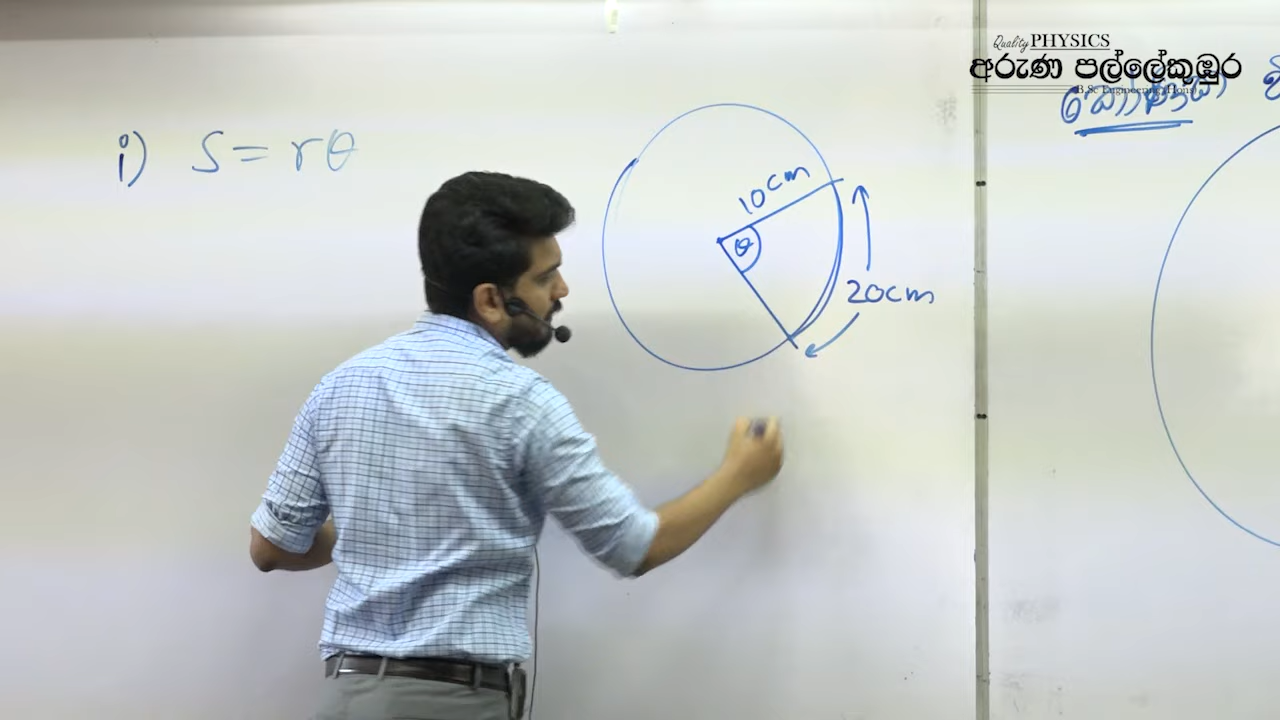 Quality PHYSICS
අරුණ පල්ලේකුඹුර
B.Sc Engineering (Hons)
i) S = rθ
10cm
θ
20cm